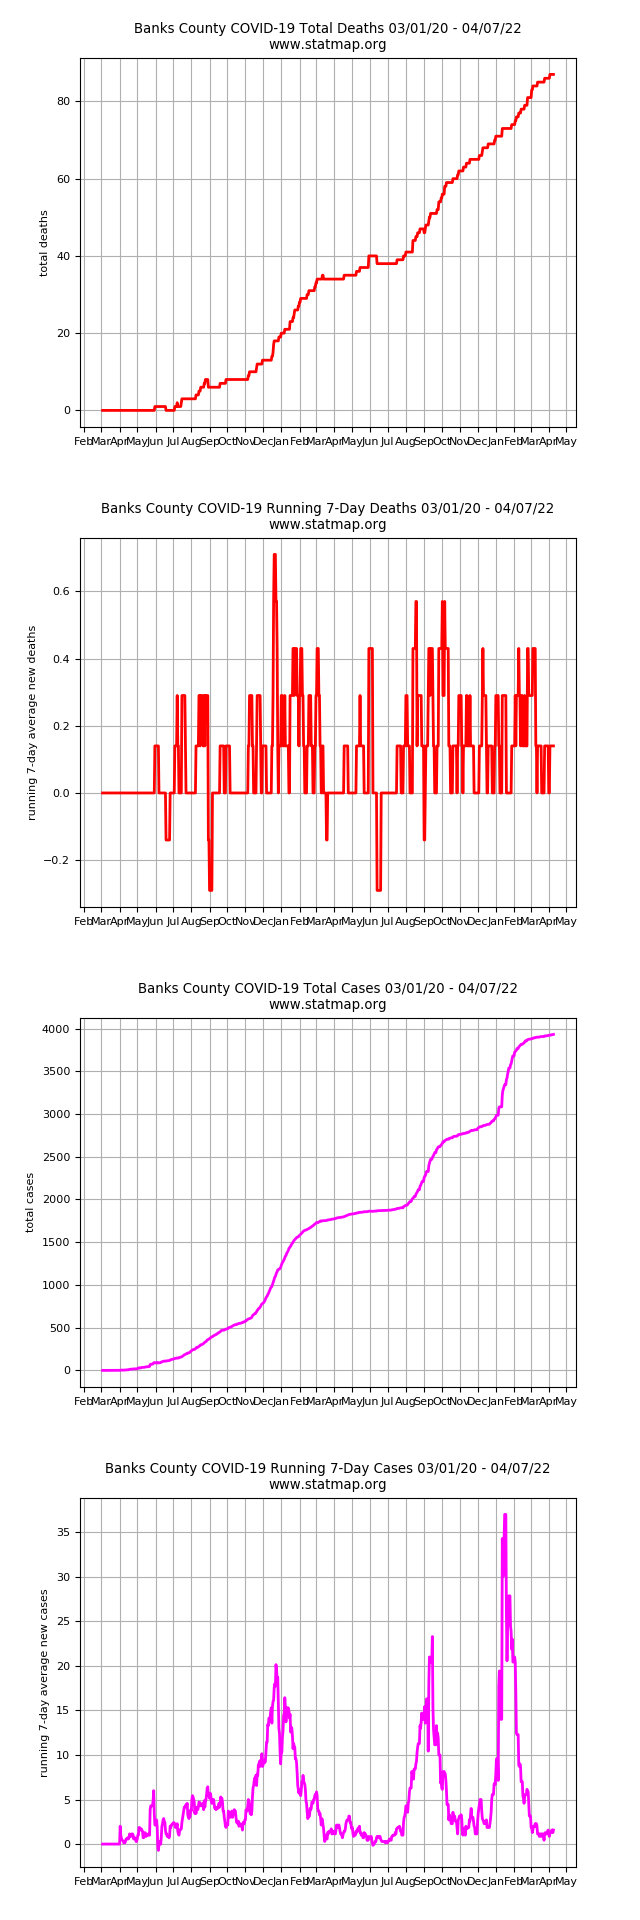 Banks County COVID-19 Total Deaths 03/01/20 - 04/07/22
www.statmap.org
80
60
40
20
0
total deaths
Feb Mar Apr May Jun Jul Aug Sep Oct Nov Dec Jan Feb Mar Apr May Jun Jul Aug Sep Oct Nov Dec Jan Feb Mar Apr May
Banks County COVID-19 Running 7-Day Deaths 03/01/20 - 04/07/22
www.statmap.org
0.6
0.4
0.2
0.0
−0.2
running 7-day average new deaths
Feb Mar Apr May Jun Jul Aug Sep Oct Nov Dec Jan Feb Mar Apr May Jun Jul Aug Sep Oct Nov Dec Jan Feb Mar Apr May
Banks County COVID-19 Total Cases 03/01/20 - 04/07/22
www.statmap.org
4000
3500
3000
2500
2000
1500
1000
500
0
total cases
Feb Mar Apr May Jun Jul Aug Sep Oct Nov Dec Jan Feb Mar Apr May Jun Jul Aug Sep Oct Nov Dec Jan Feb Mar Apr May
Banks County COVID-19 Running 7-Day Cases 03/01/20 - 04/07/22
www.statmap.org
35
30
25
20
15
10
5
0
running 7-day average new cases
Feb Mar Apr May Jun Jul Aug Sep Oct Nov Dec Jan Feb Mar Apr May Jun Jul Aug Sep Oct Nov Dec Jan Feb Mar Apr May